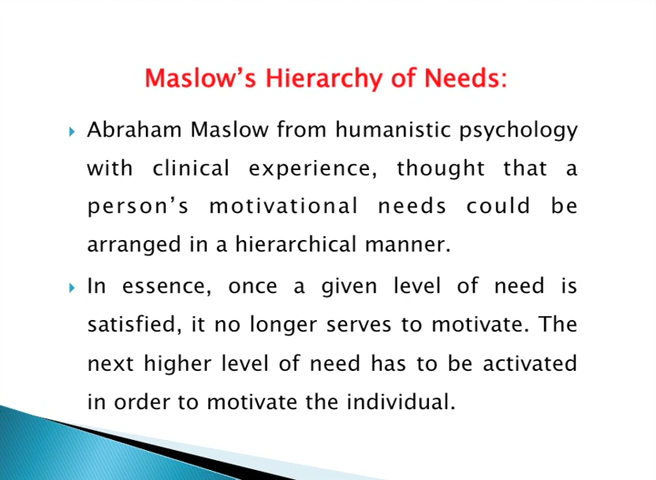 Maslow's Hierarchy of Needs:
Abraham Maslow from humanistic psychology
with clinical experience, thought that a
person's motivational needs could be
arranged in a hierarchical manner.
In essence, once a given level of need is
satisfied, it no longer serves to motivate. The
next higher level of need has to be activated
in order to motivate the individual.